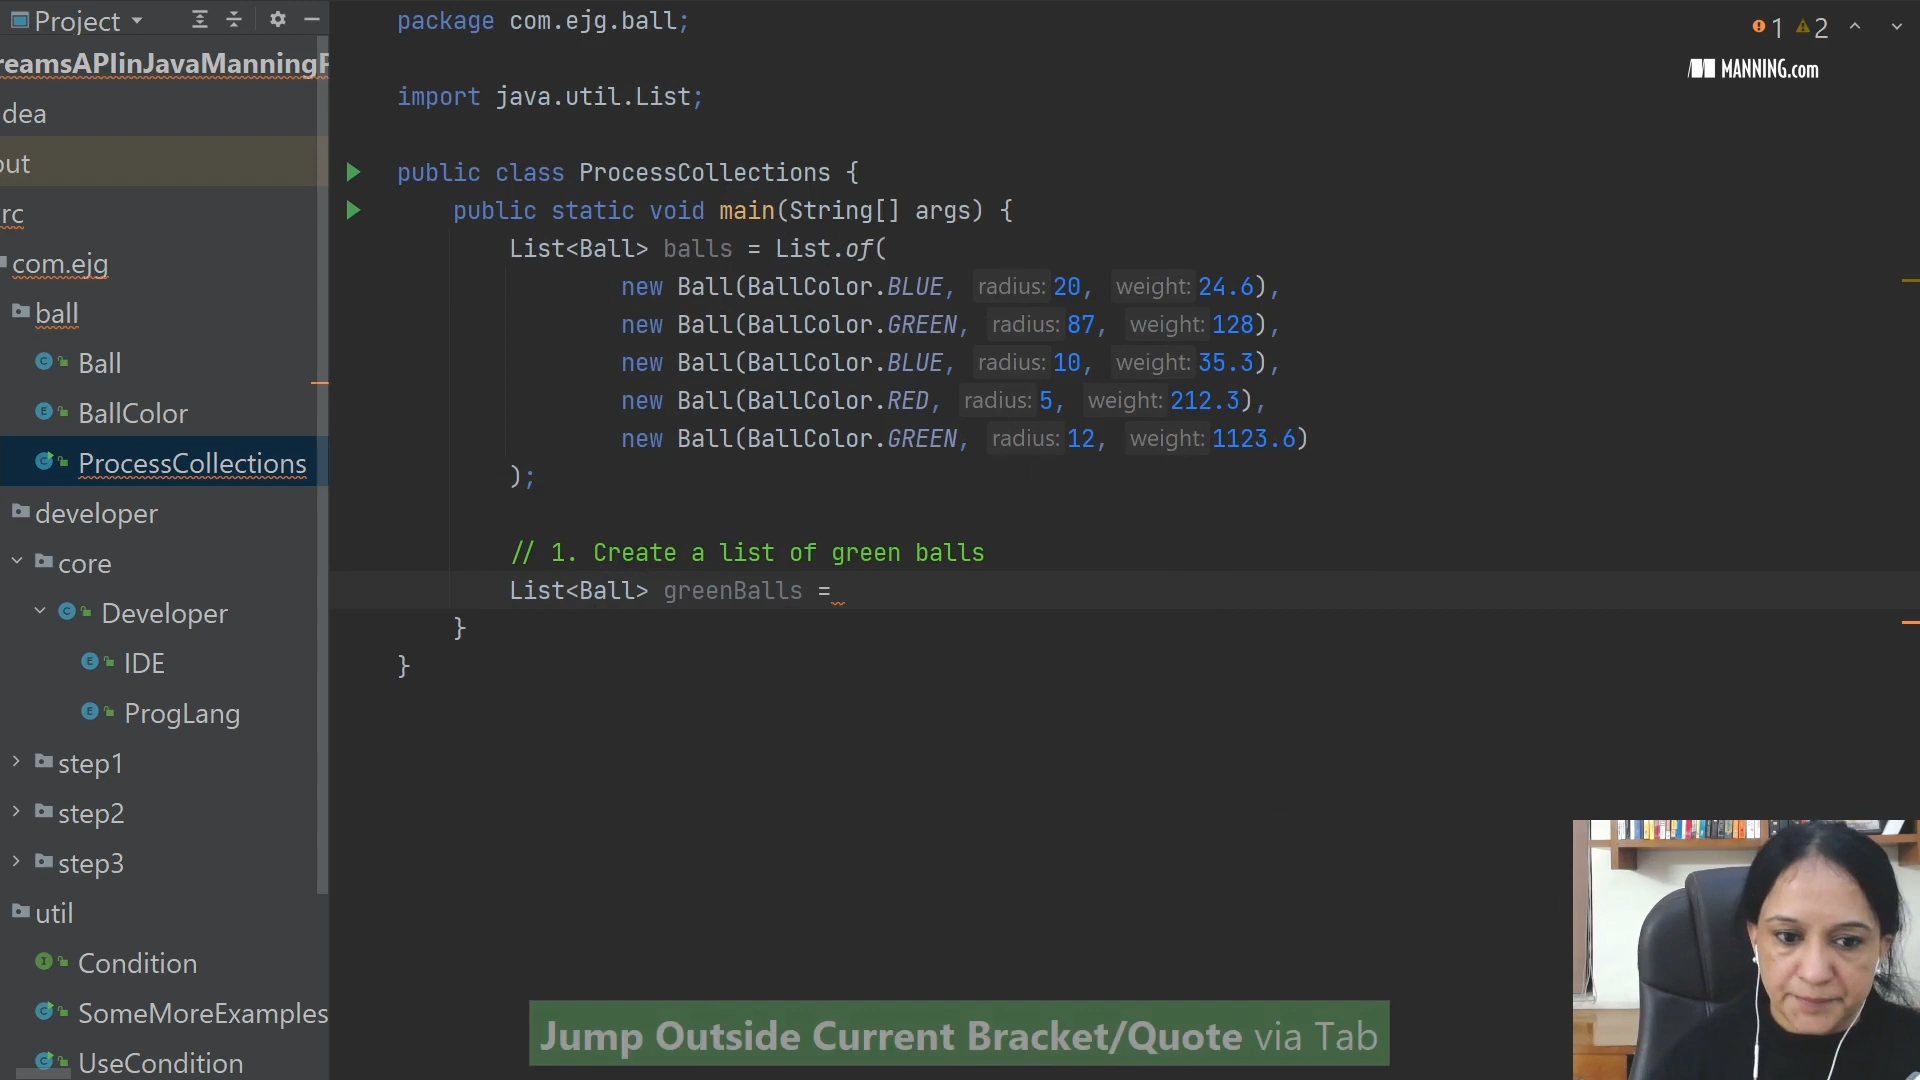 Project
reamsAPIinJavaManningP
dea
out
rc
com.ejg
ball
Ball
BallColor
ProcessCollections
developer
core
Developer
IDE
ProgLang
step1
step2
step3
util
Condition
SomeMoreExamples
UseCondition
package com.ejg.ball;
import java.util.List;
public class ProcessCollections {
public static void main(String[] args) {
List<Ball> balls = List.of(
new Ball(BallColor.BLUE, radius: 20, weight: 24.6),
new Ball(BallColor.GREEN, radius: 87, weight: 128),
new Ball(BallColor.BLUE, radius: 10, weight: 35.3),
new Ball(BallColor.RED, radius: 5, weight: 212.3),
new Ball(BallColor.GREEN, radius: 12, weight: 1123.6)
);
// 1. Create a list of green balls
List<Ball> greenBalls =
}
}
1 2
MANNING.com
Jump Outside Current Bracket/Quote via Tab